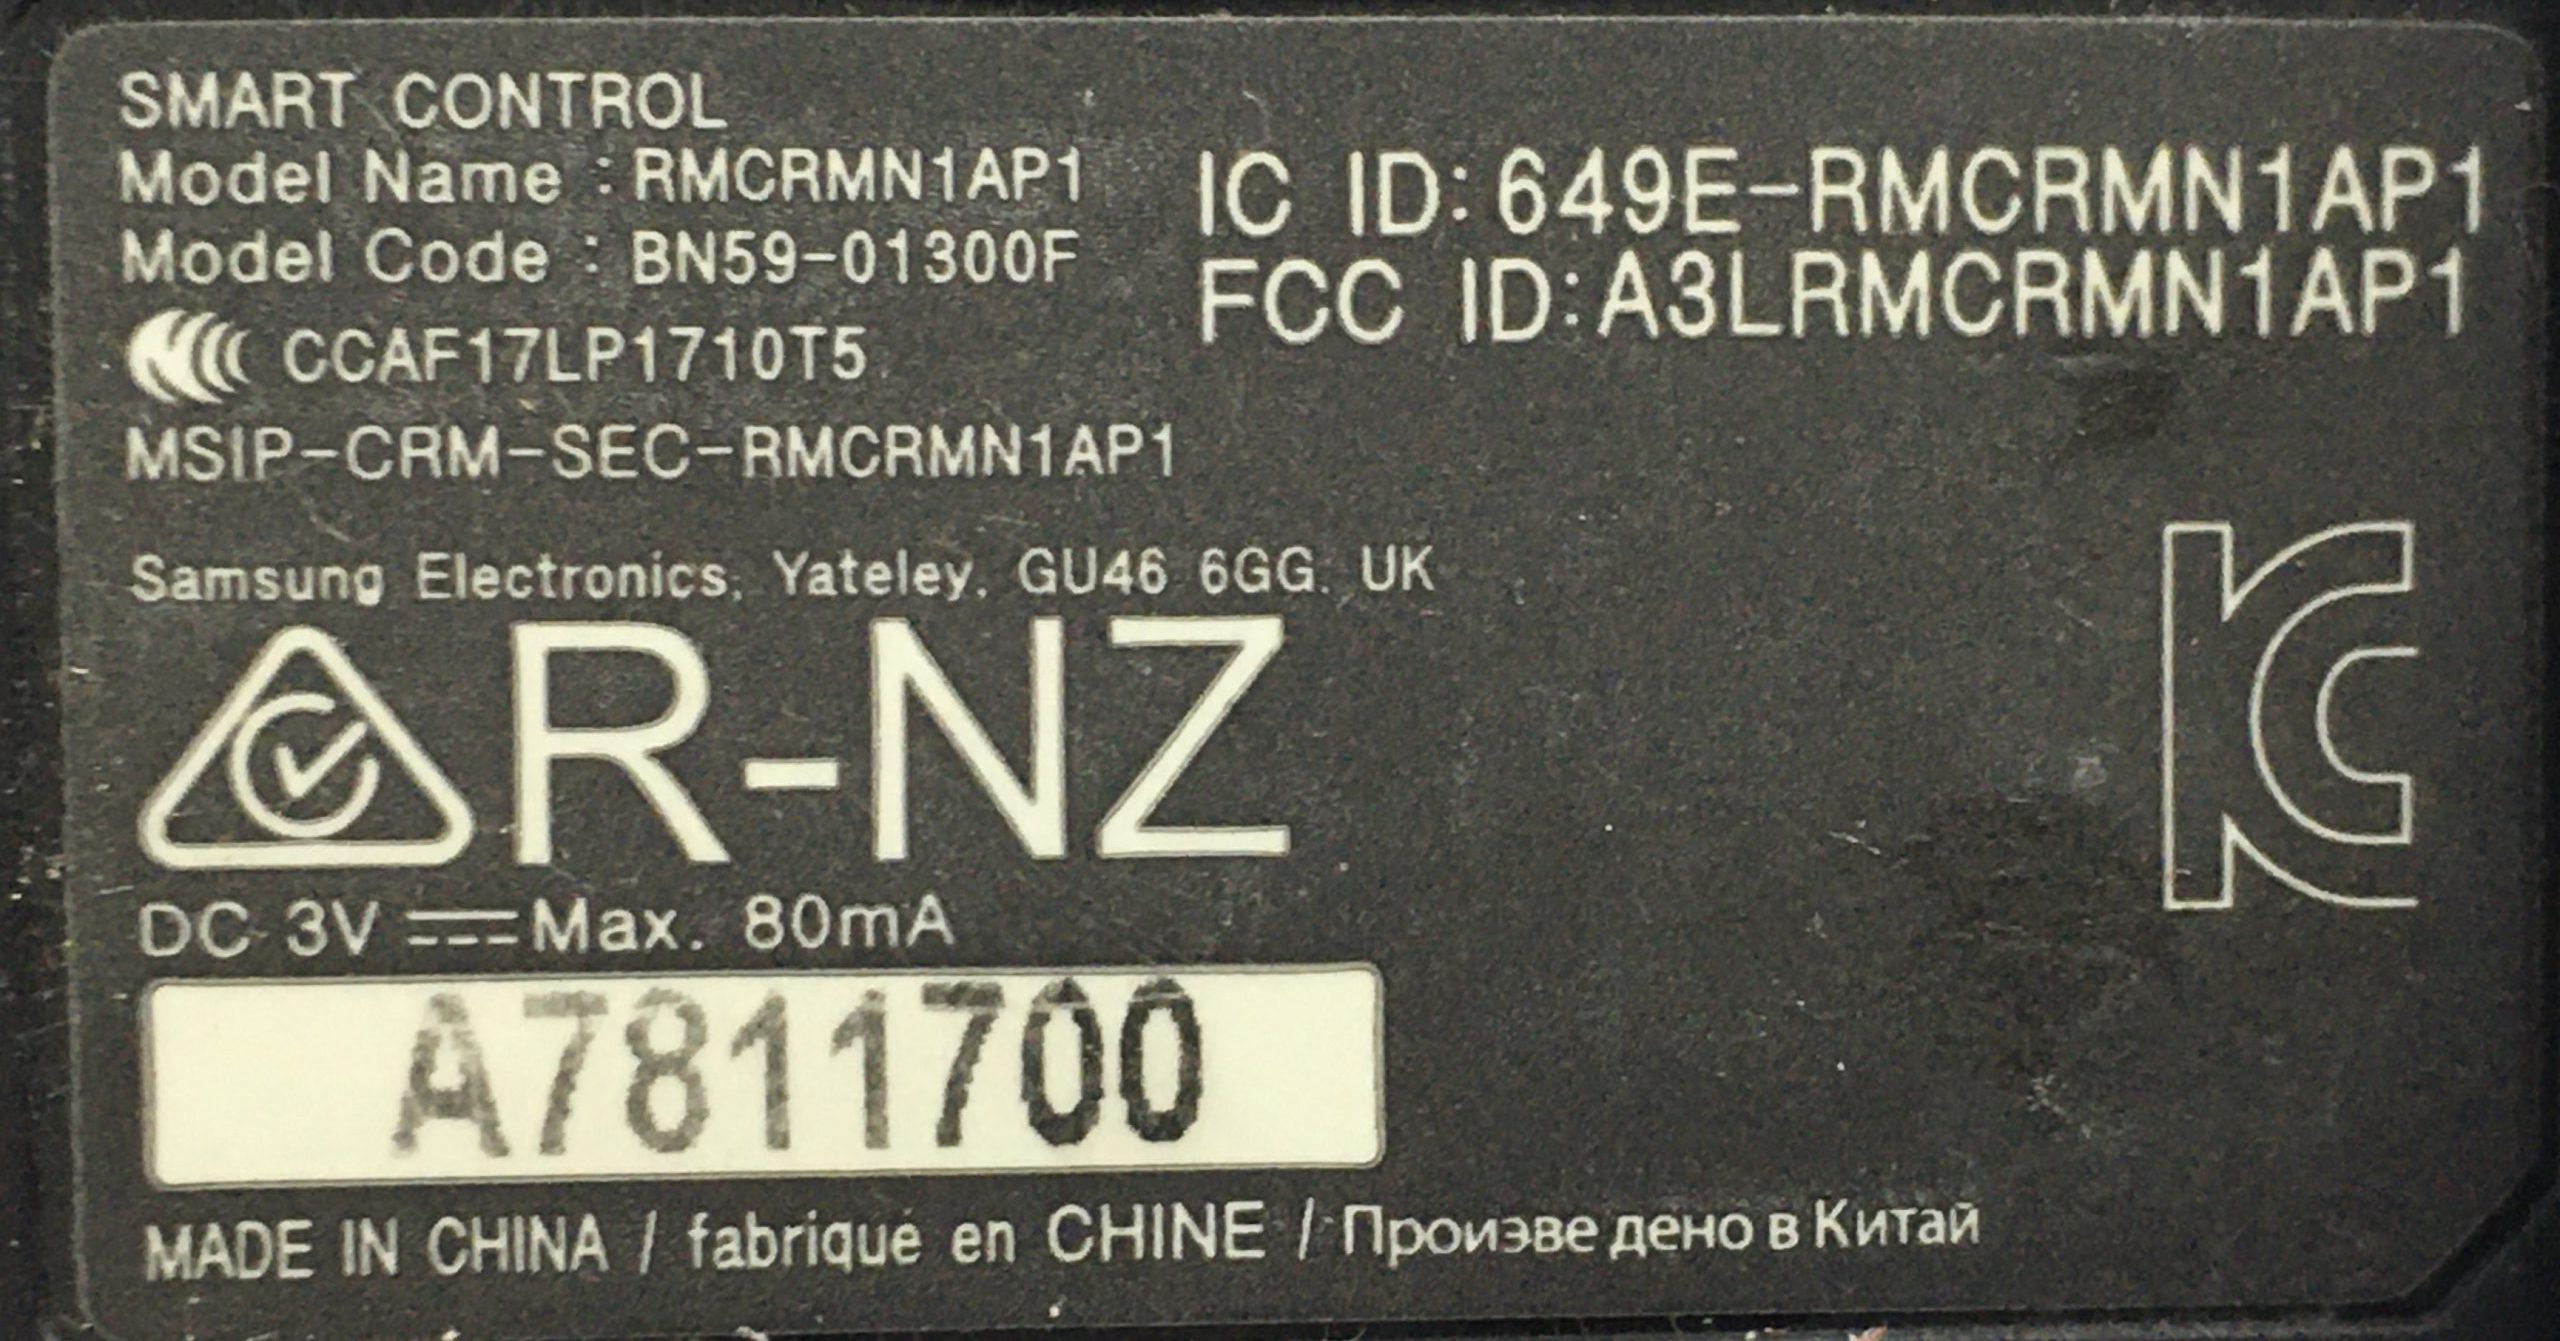 SMART CONTROL
Model Name : RMCRMN1AP1
Model Code : BN59-01300F
CCAF17LP1710T5
MSIP-CRM-SEC-RMCRMN1AP1
IC ID: 649E-RMCRMN1AP1
FCC ID: A3LRMCRMN1AP1
Samsung Electronics, Yateley, GU46 6GG. UK
R-NZ
DC 3V Max. 80mA
A7811700
MADE IN CHINA / fabriqué en CHINE / Произведено в Китай